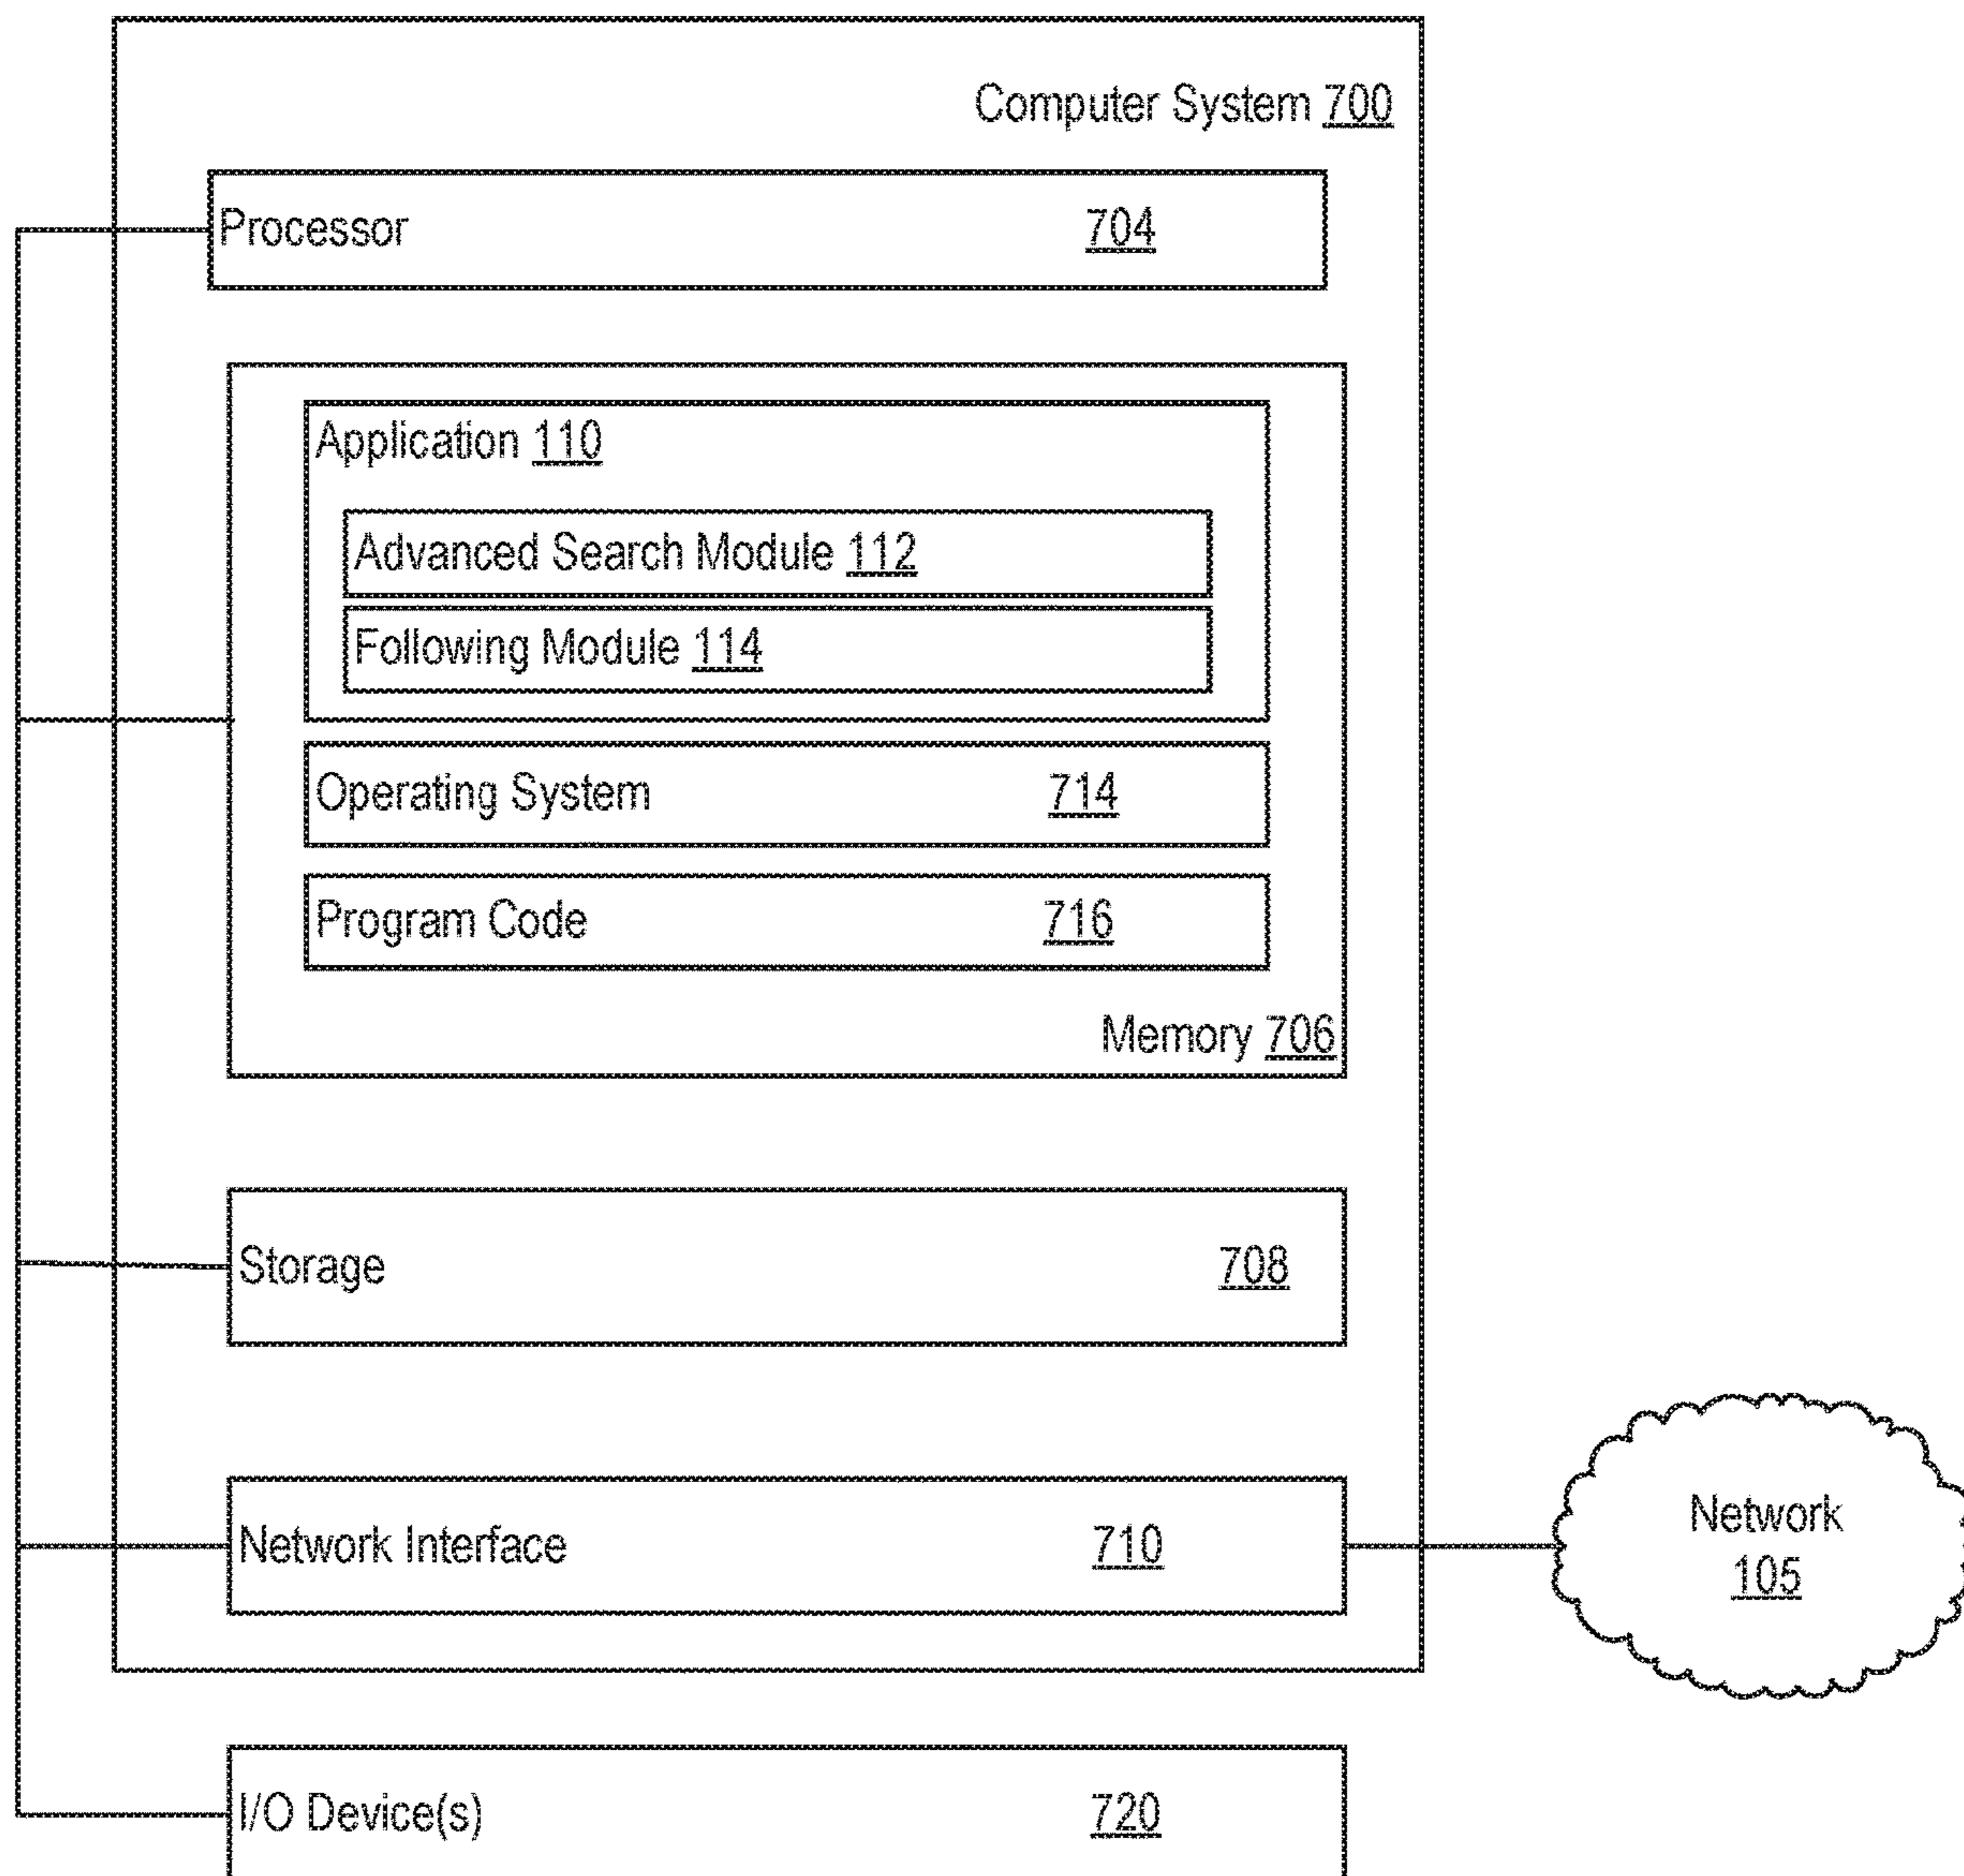 Computer System 700
Processor 704
Application 110
Advanced Search Module 112
Following Module 114
Operating System 714
Program Code 716
Memory 706
Storage 708
Network Interface 710
Network
105
I/O Device(s) 720